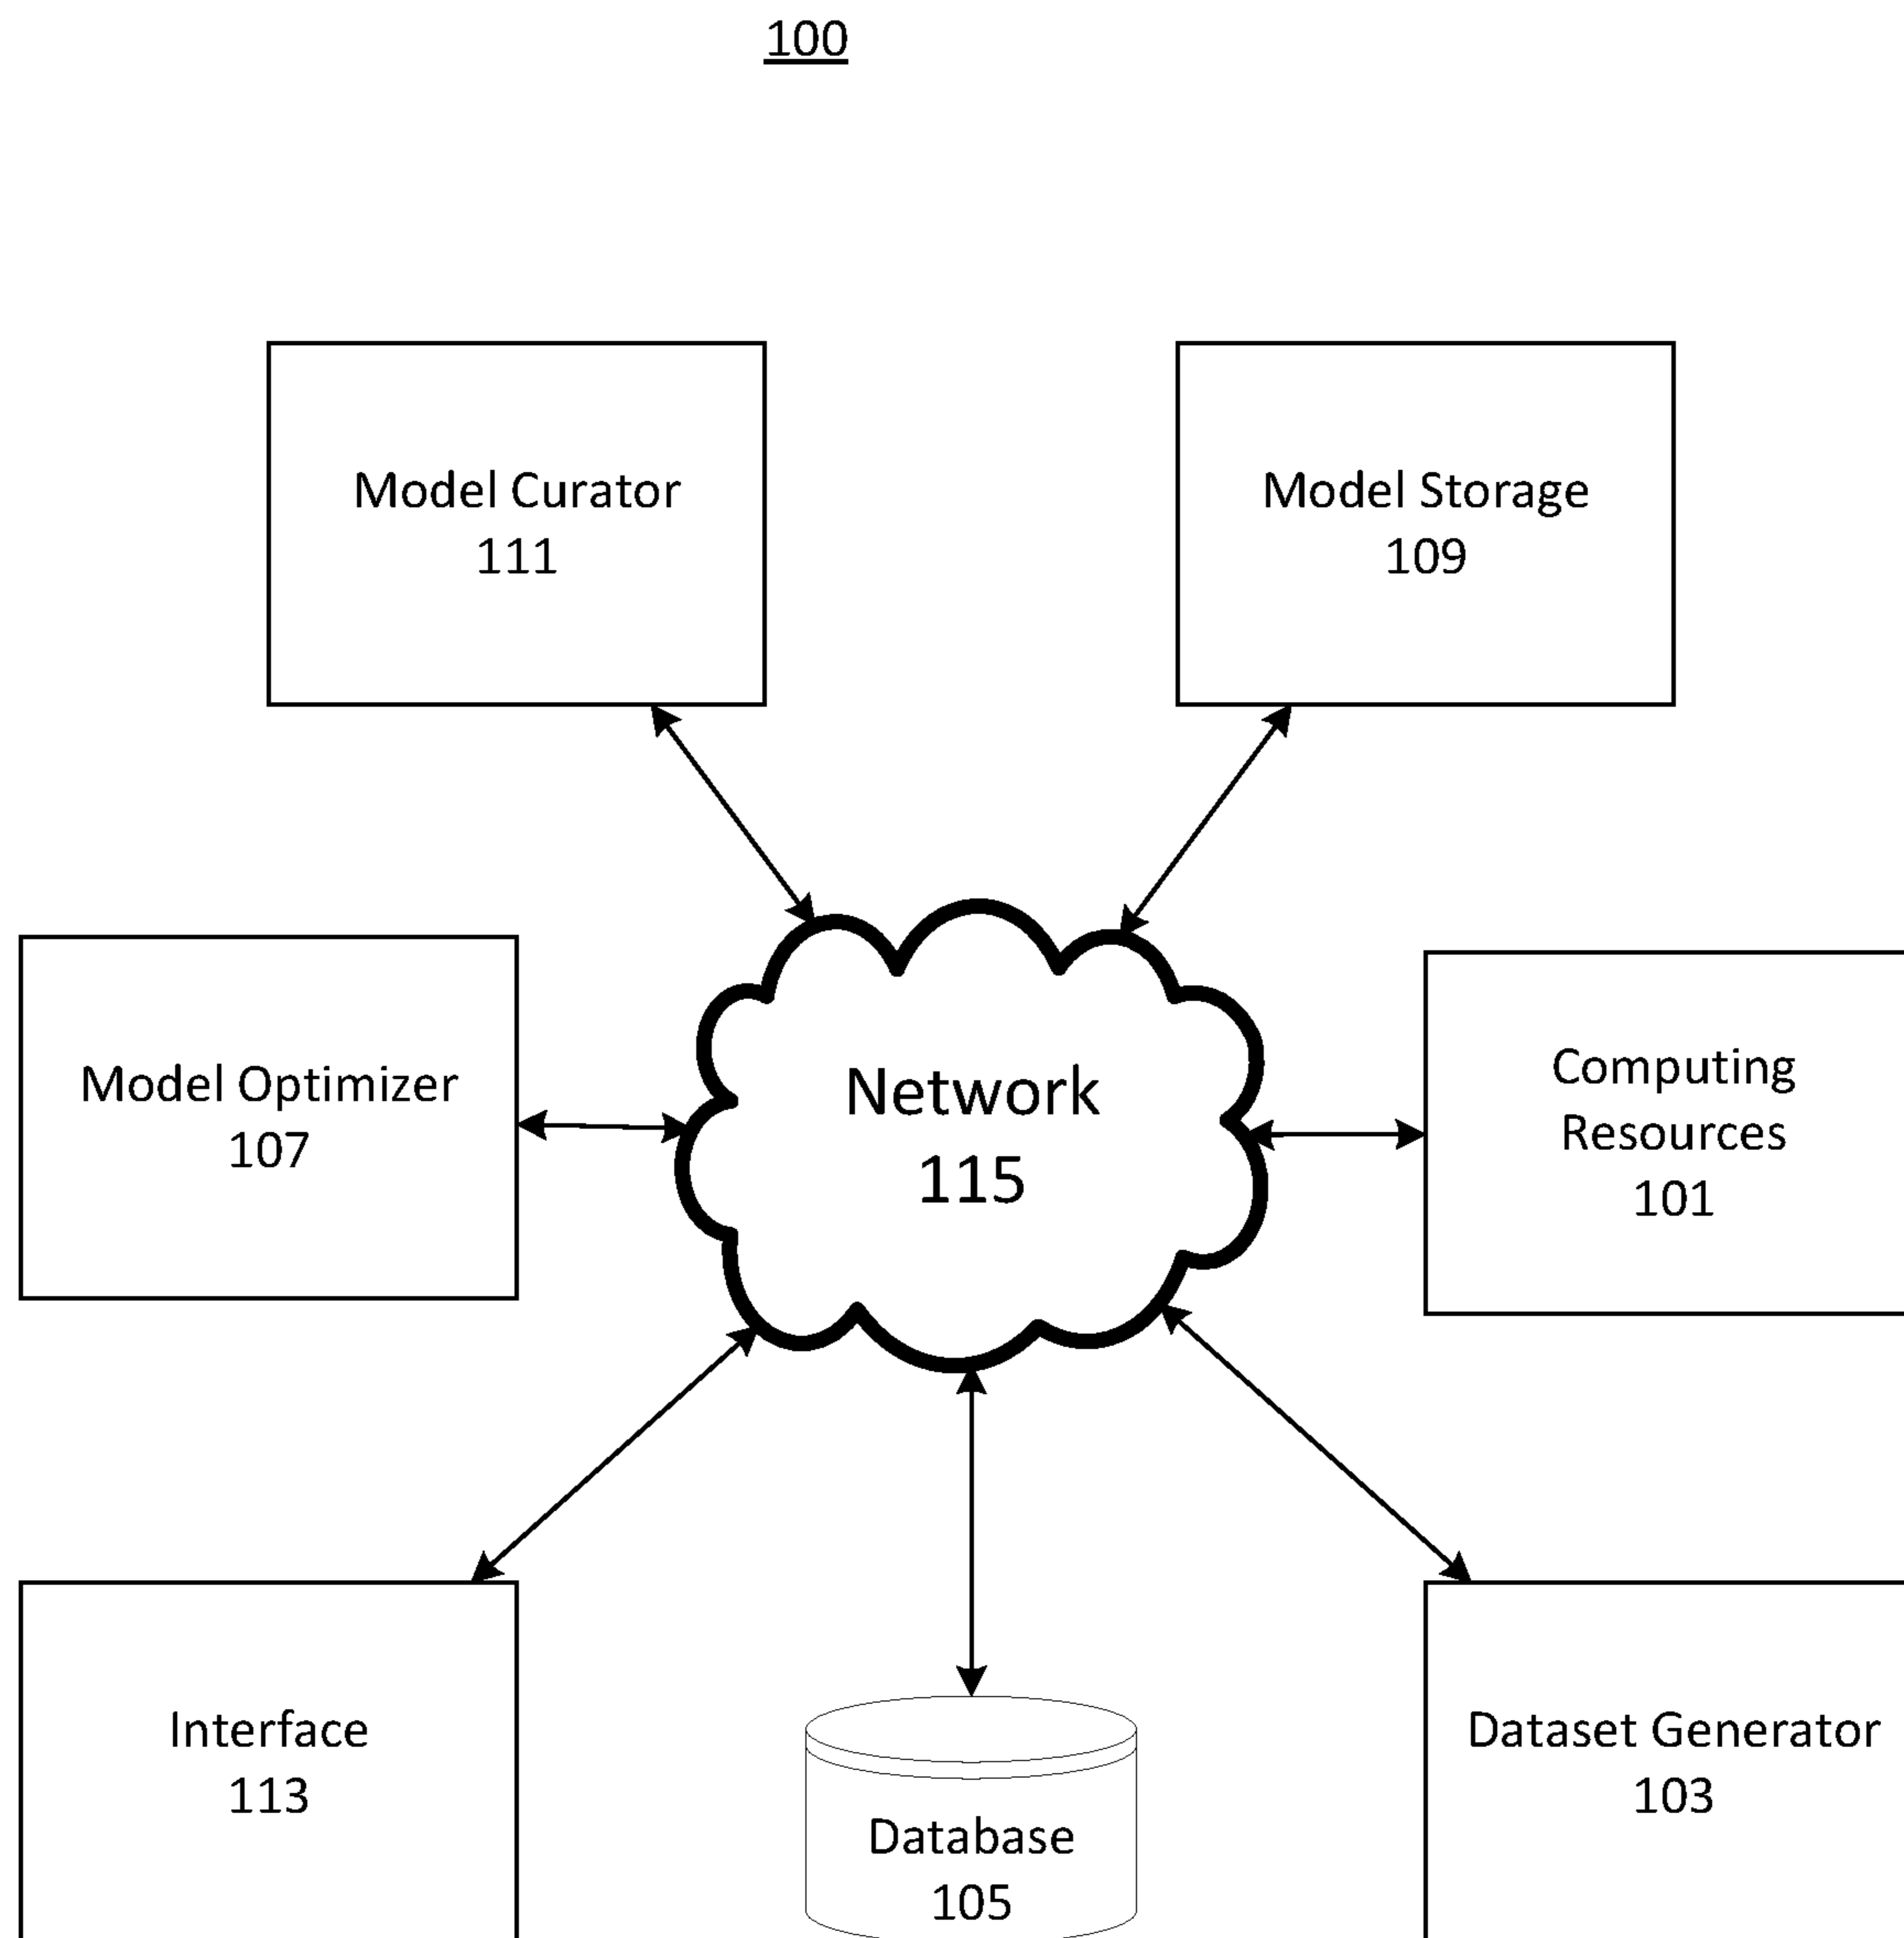 100
Model Curator
111
Model Storage
109
Model Optimizer
107
Network
115
Computing
Resources
101
Interface
113
Database
105
Dataset Generator
103